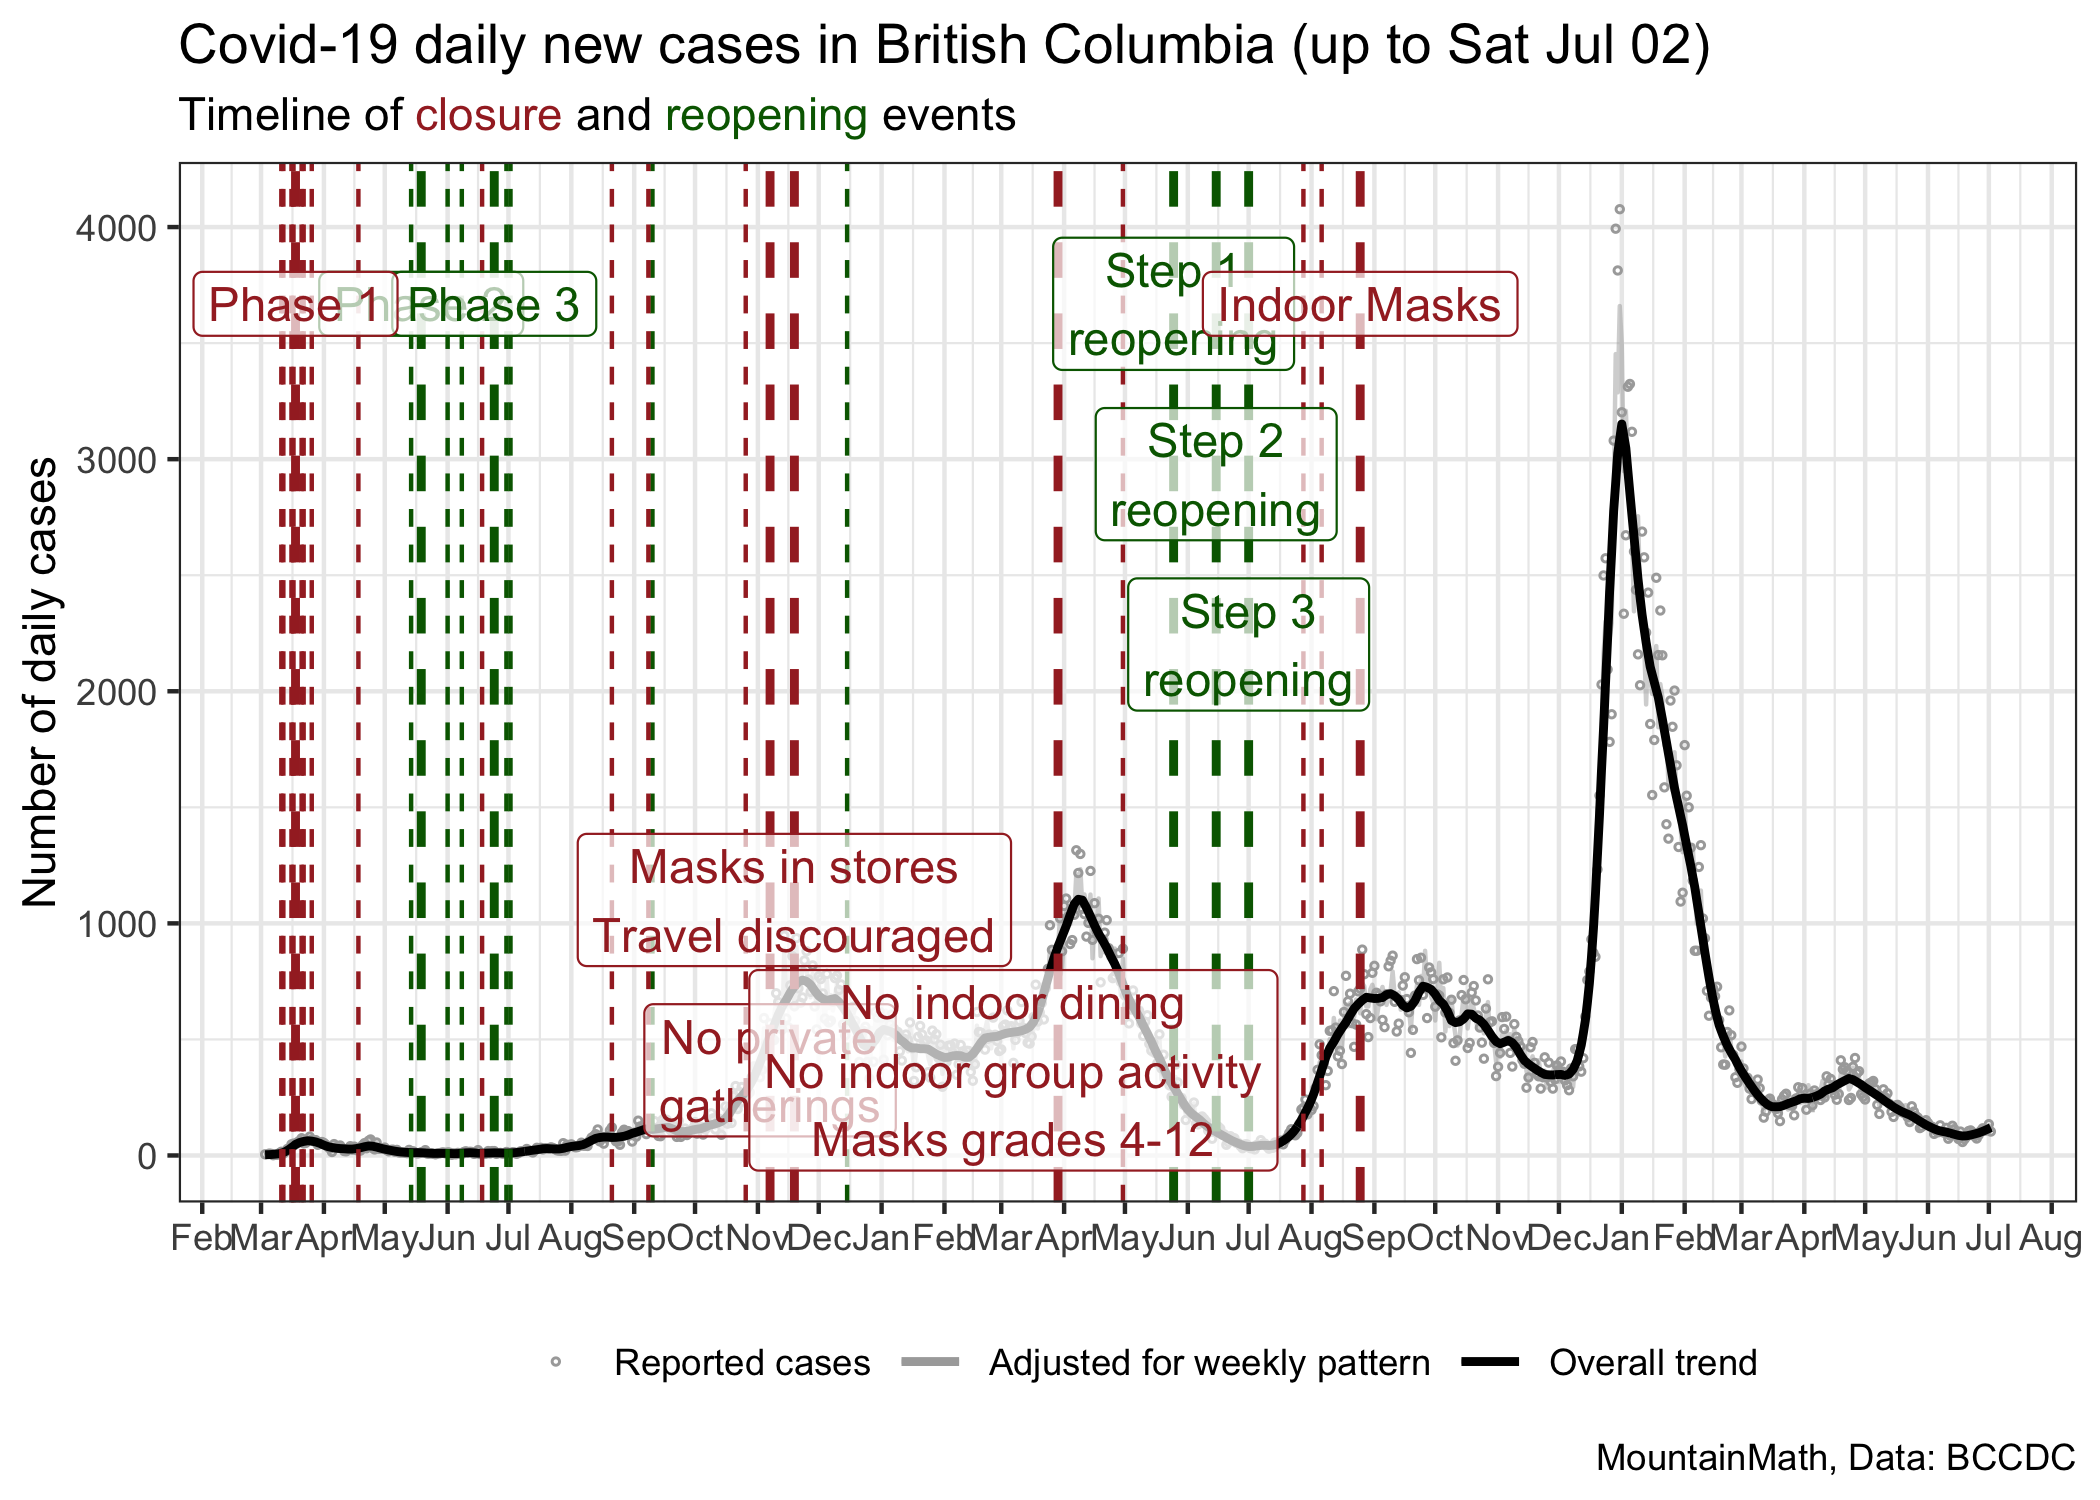 Covid-19 daily new cases in British Columbia (up to Sat Jul 02)
Timeline of closure and reopening events
Number of daily cases
4000
3000
2000
1000
0
Phase 1
Phase 2
Phase 3
Step 1
reopening
Indoor Masks
Step 2
reopening
Step 3
reopening
Masks in stores
Travel discouraged
No private
gatherings
No indoor dining
No indoor group activity
Masks grades 4-12
Feb Mar Apr May Jun Jul Aug Sep Oct Nov Dec Jan Feb Mar Apr May Jun Jul Aug Sep Oct Nov Dec Jan Feb Mar Apr May Jun Jul Aug
Reported cases Adjusted for weekly pattern Overall trend
MountainMath, Data: BCCDC